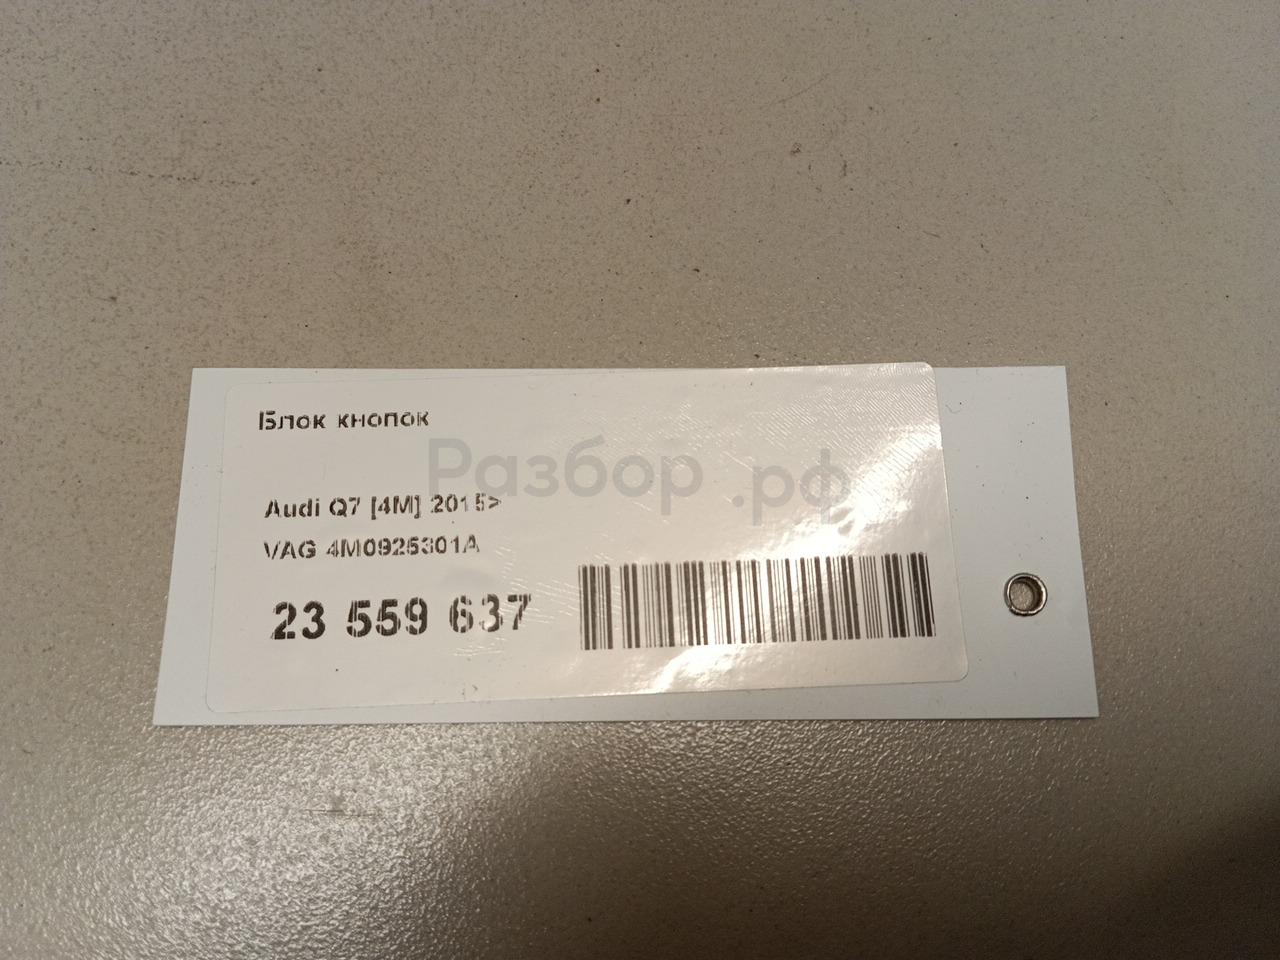 Блок кнопок
Разбор.рф
Audi Q7 [4M] 2015>
VAG 4M0925301A
23 559 637